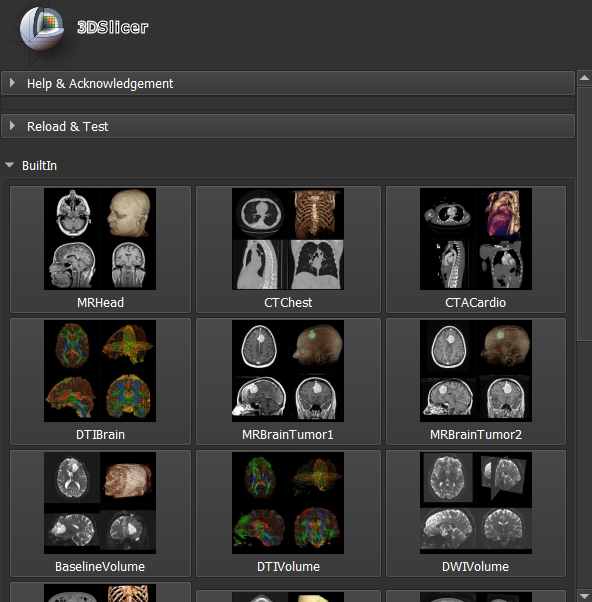 3DSlicer
Help & Acknowledgement
Reload & Test
BuiltIn
MRHead
CTChest
CTACardio
DTIBrain
MRBrainTumor1
MRBrainTumor2
BaselineVolume
DTIVolume
DWIVolume